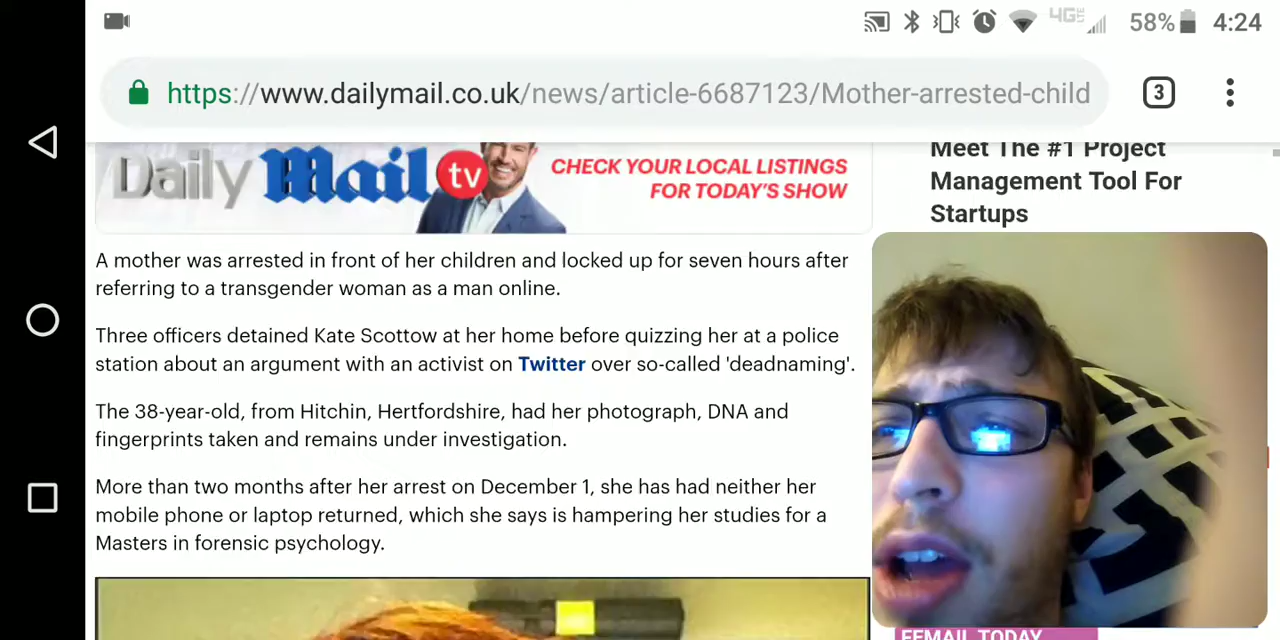 58% 4:24
https://www.dailymail.co.uk/news/article-6687123/Mother-arrested-child
3
Daily Mail tv
CHECK YOUR LOCAL LISTINGS
FOR TODAY'S SHOW
Meet The #1 Project
Management Tool For
Startups
A mother was arrested in front of her children and locked up for seven hours after
referring to a transgender woman as a man online.
Three officers detained Kate Scottow at her home before quizzing her at a police
station about an argument with an activist on Twitter over so-called 'deadnaming'.
The 38-year-old, from Hitchin, Hertfordshire, had her photograph, DNA and
fingerprints taken and remains under investigation.
More than two months after her arrest on December 1, she has had neither her
mobile phone or laptop returned, which she says is hampering her studies for a
Masters in forensic psychology.
FEMAIL TODAY